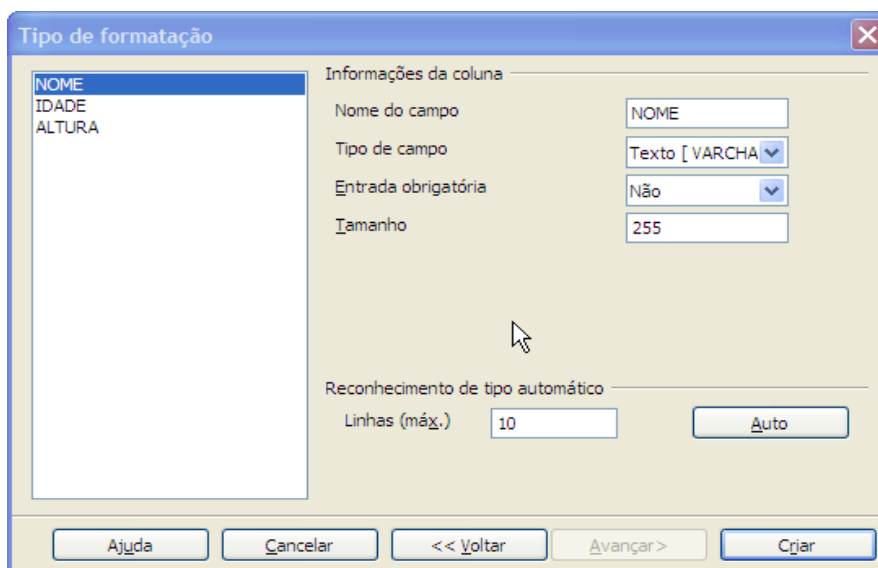 Tipo de formatação
NOME
IDADE
ALTURA
Informações da coluna
Nome do campo NOME
Tipo de campo Texto [ VARCHA
Entrada obrigatória Não
Tamanho 255
Reconhecimento de tipo automático
Linhas (máx.) 10 Auto
Ajuda Cancelar << Voltar Avançar> Criar